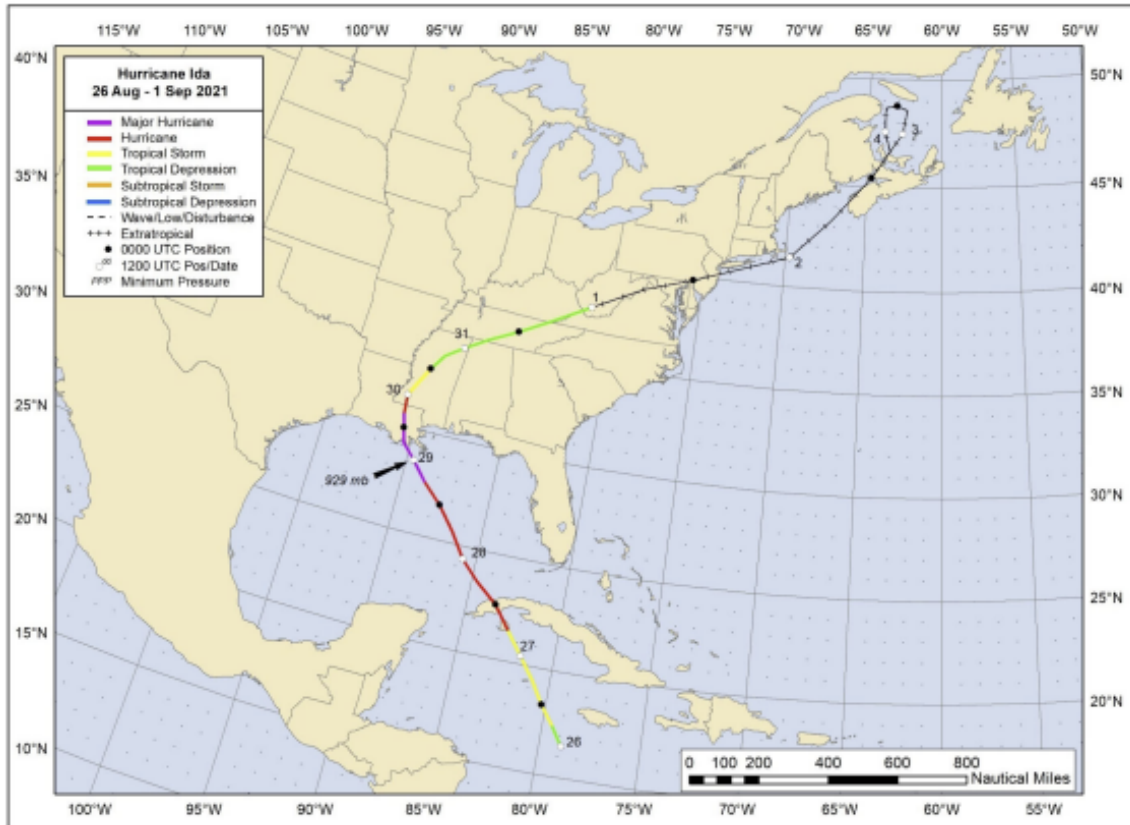 115°W 110°W 105°W 100°W 95°W 90°W 85°W 80°W 75°W 70°W 65°W 60°W 55°W 50°W
40°N
35°N
30°N
25°N
20°N
15°N
10°N
50°N
45°N
40°N
35°N
30°N
25°N
20°N
Hurricane Ida
26 Aug - 1 Sep 2021
Major Hurricane
Hurricane
Tropical Storm
Tropical Depression
Subtropical Storm
Subtropical Depression
Wave/Low/Disturbance
Extratropical
0000 UTC Position
00 1200 UTC Pos/Date
PPP Minimum Pressure
4 3
2
1
31
30
29
929 mb
28
27
26
0 100 200 400 600 800
Nautical Miles
100°W 95°W 90°W 85°W 80°W 75°W 70°W 65°W 60°W 55°W